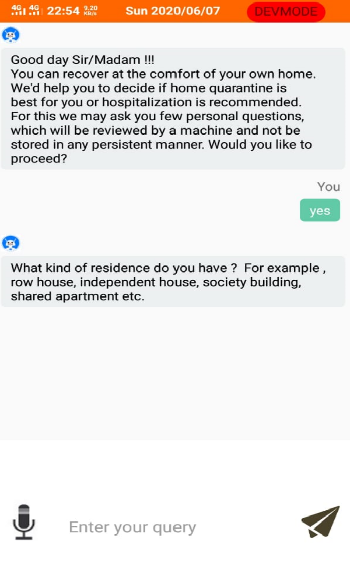 4G 4G 22:54 9.20 KB/s Sun 2020/06/07 DEVMODE
Good day Sir/Madam !!!
You can recover at the comfort of your own home.
We'd help you to decide if home quarantine is
best for you or hospitalization is recommended.
For this we may ask you few personal questions,
which will be reviewed by a machine and not be
stored in any persistent manner. Would you like to
proceed?
You
yes
What kind of residence do you have ? For example ,
row house, independent house, society building,
shared apartment etc.
Enter your query